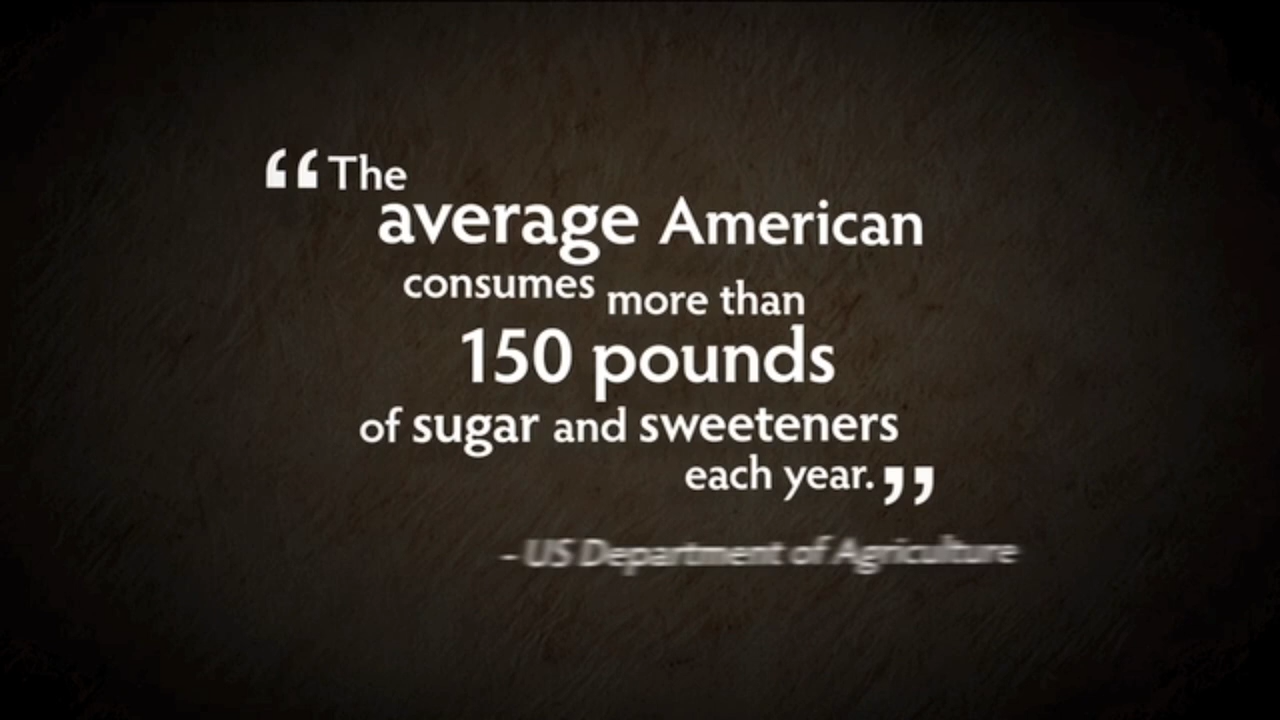 “The
average American
consumes more than
150 pounds
of sugar and sweeteners
each year.”
- US Department of Agriculture